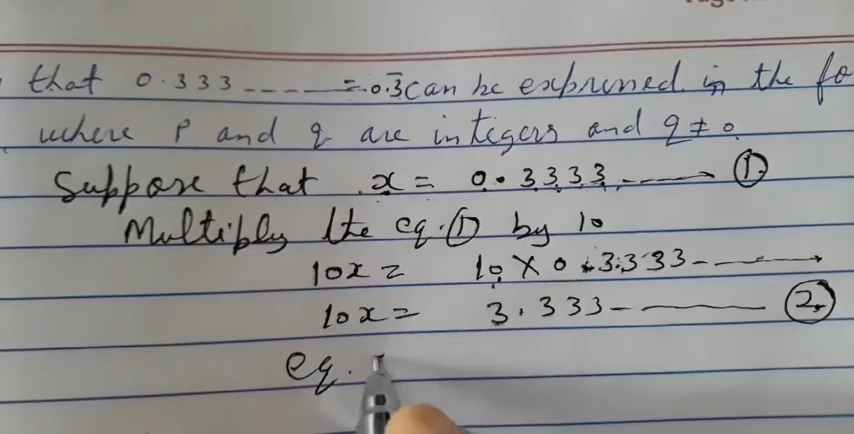 that 0.333 ----- = 0.3̅ can be expressed in the fo
where p and q are integers and q ≠ 0.
Suppose that x = 0.3333 -----→ ①
Multiply the eq.① by 10
10x = 10 × 0.3333 -----→
10x = 3.333 ------- ②
eq.